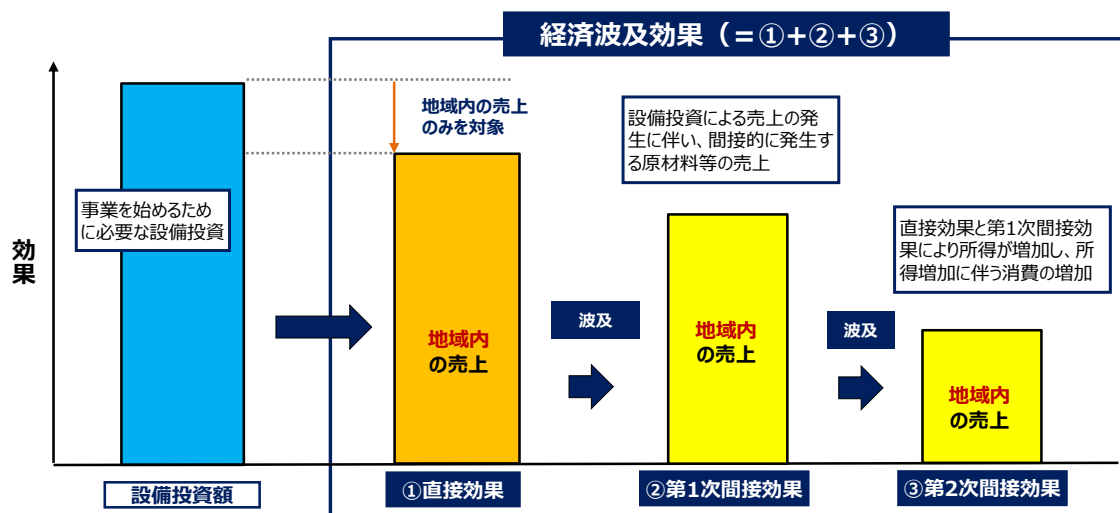 経済波及効果（＝①＋②＋③）
地域内の売上
のみを対象
設備投資による売上の発
生に伴い、間接的に発生す
る原材料等の売上
事業を始めるため
に必要な設備投資
直接効果と第1次間接効
果により所得が増加し、所
得増加に伴う消費の増加
効果
波及
波及
地域内
の売上
地域内
の売上
地域内
の売上
設備投資額
①直接効果
②第1次間接効果
③第2次間接効果